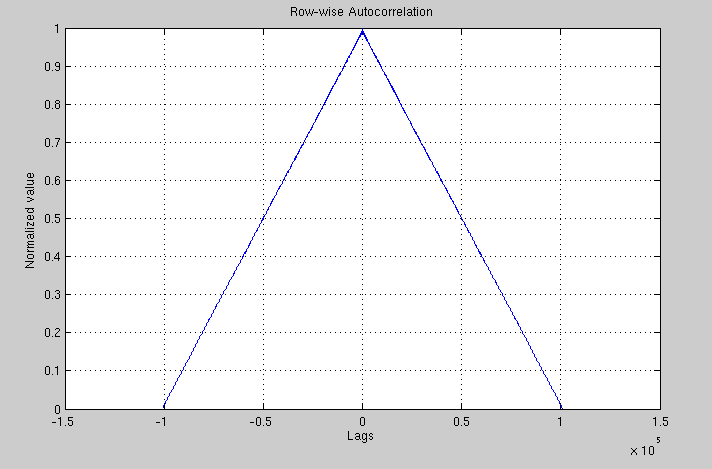 Row-wise Autocorrelation
1
0.9
0.8
0.7
0.6
0.5
0.4
0.3
0.2
0.1
0
Normalized value
-1.5 -1 -0.5 0 0.5 1 1.5
Lags
x 10^5